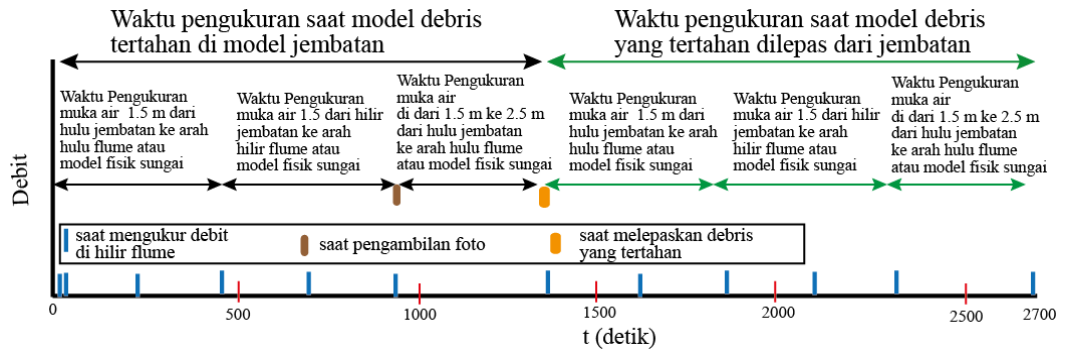 Waktu pengukuran saat model debris
tertahan di model jembatan
Waktu pengukuran saat model debris
yang tertahan dilepas dari jembatan
Waktu Pengukuran
muka air 1.5 m dari
hulu jembatan ke arah
hulu flume atau
model fisik sungai
Waktu Pengukuran
muka air 1.5 dari hilir
jembatan ke arah
hilir flume atau
model fisik sungai
Waktu Pengukuran
muka air
di dari 1.5 m ke 2.5 m
dari hulu jembatan
ke arah hulu flume
atau model fisik sungai
Waktu Pengukuran
muka air 1.5 m dari
hulu jembatan ke arah
hulu flume atau
model fisik sungai
Waktu Pengukuran
muka air 1.5 dari hilir
jembatan ke arah
hilir flume atau
model fisik sungai
Waktu Pengukuran
muka air
di dari 1.5 m ke 2.5 m
dari hulu jembatan
ke arah hulu flume
atau model fisik sungai
Debit
saat mengukur debit
di hilir flume
saat pengambilan foto
saat melepaskan debris
yang tertahan
0 500 1000 1500 2000 2500 2700
t (detik)